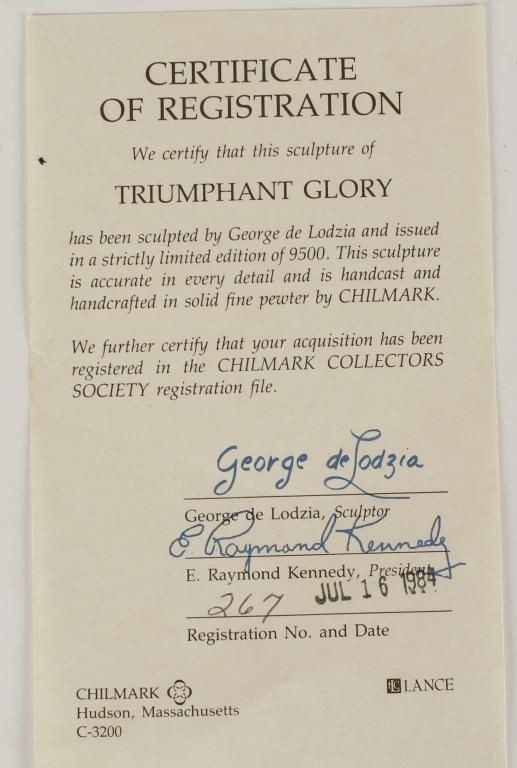 CERTIFICATE
OF REGISTRATION
We certify that this sculpture of
TRIUMPHANT GLORY
has been sculpted by George de Lodzia and issued
in a strictly limited edition of 9500. This sculpture
is accurate in every detail and is handcast and
handcrafted in solid fine pewter by CHILMARK.
We further certify that your acquisition has been
registered in the CHILMARK COLLECTORS
SOCIETY registration file.
George de Lodzia
George de Lodzia, Sculptor
E. Raymond Kennedy
E. Raymond Kennedy, President
267 JUL 16 1984
Registration No. and Date
CHILMARK
LANCE
Hudson, Massachusetts
C-3200